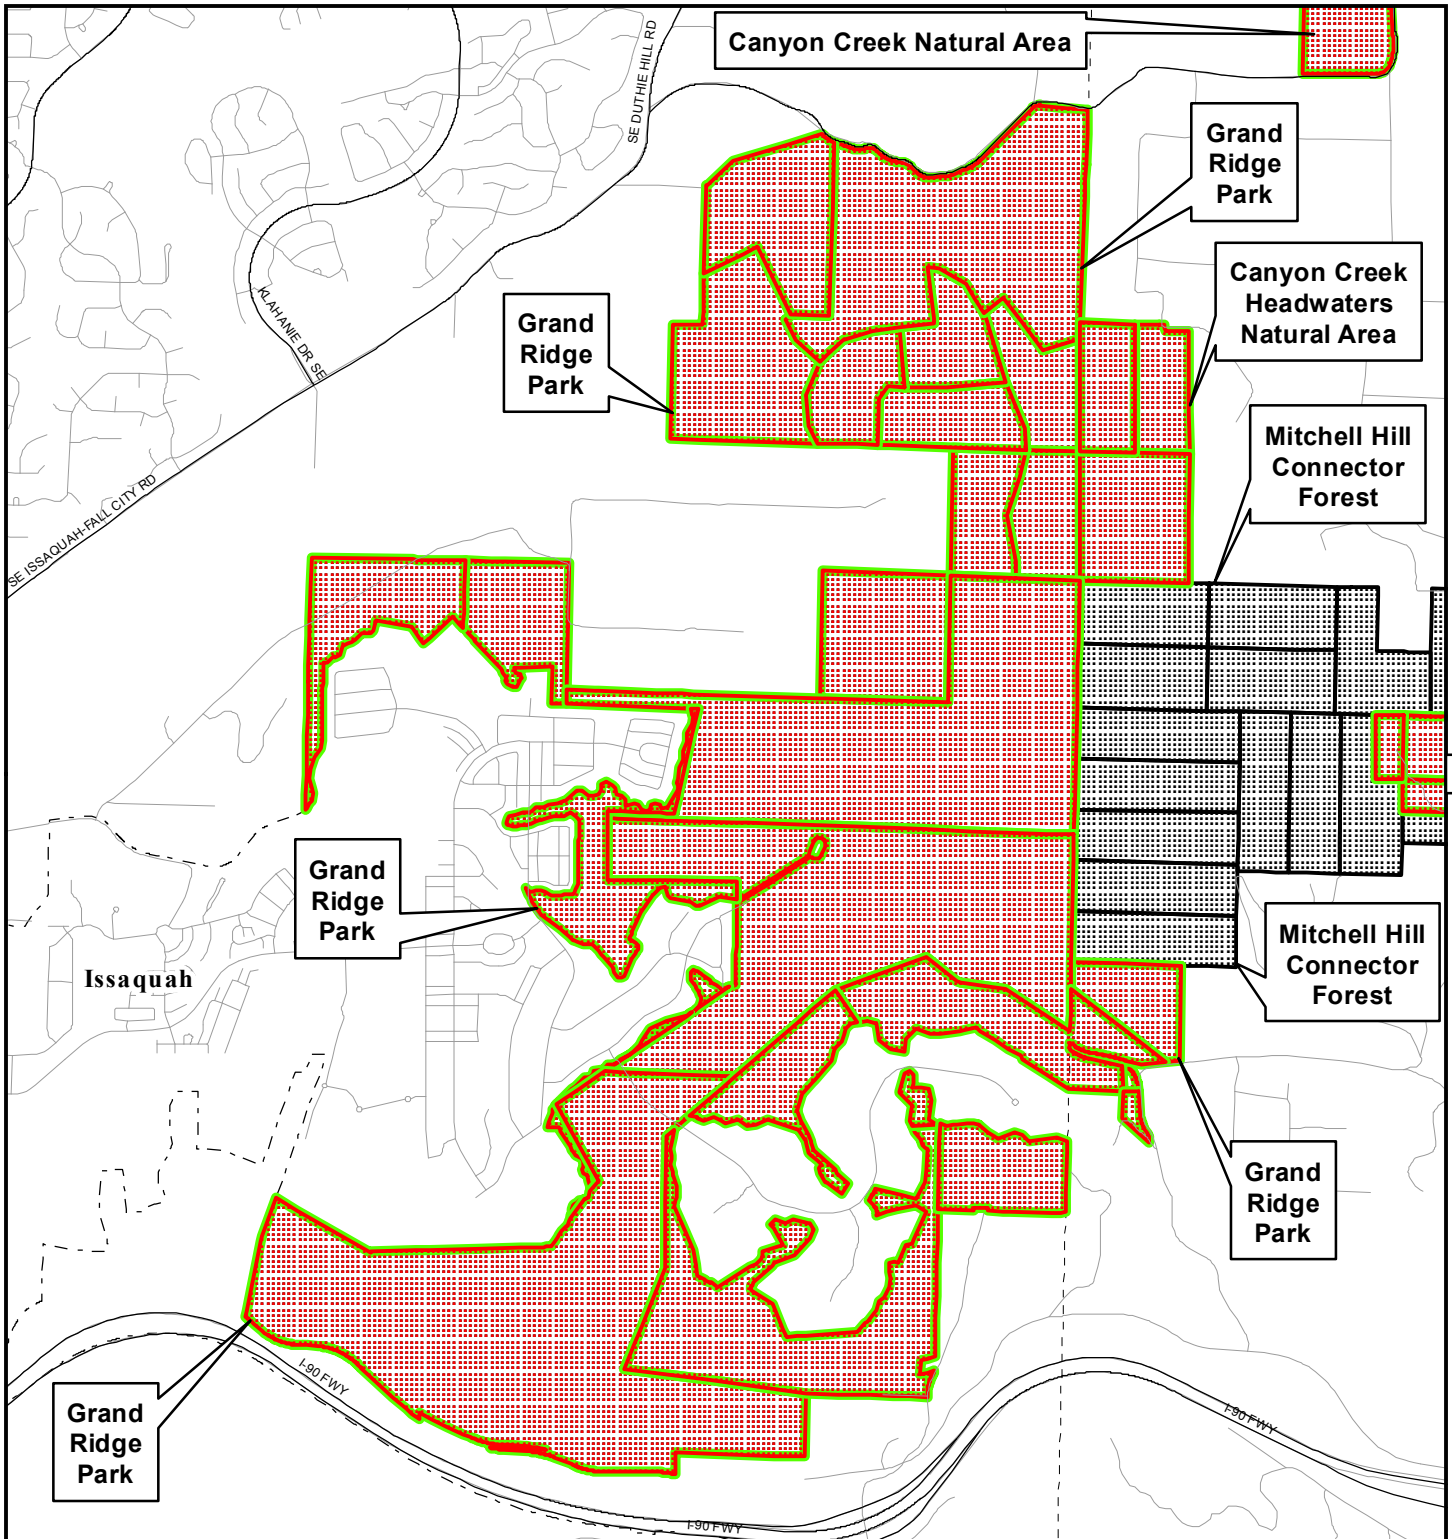 Canyon Creek Natural Area
SE DUTHIE HILL RD
Grand
Ridge
Park
Canyon Creek
Headwaters
Natural Area
KLAHANIE DR SE
Grand
Ridge
Park
Mitchell Hill
Connector
Forest
SE ISSAQUAH-FALL CITY RD
Grand
Ridge
Park
Issaquah
Mitchell Hill
Connector
Forest
Grand
Ridge
Park
I-90 FWY
Grand
Ridge
Park
I-90 FWY
I-90 FWY